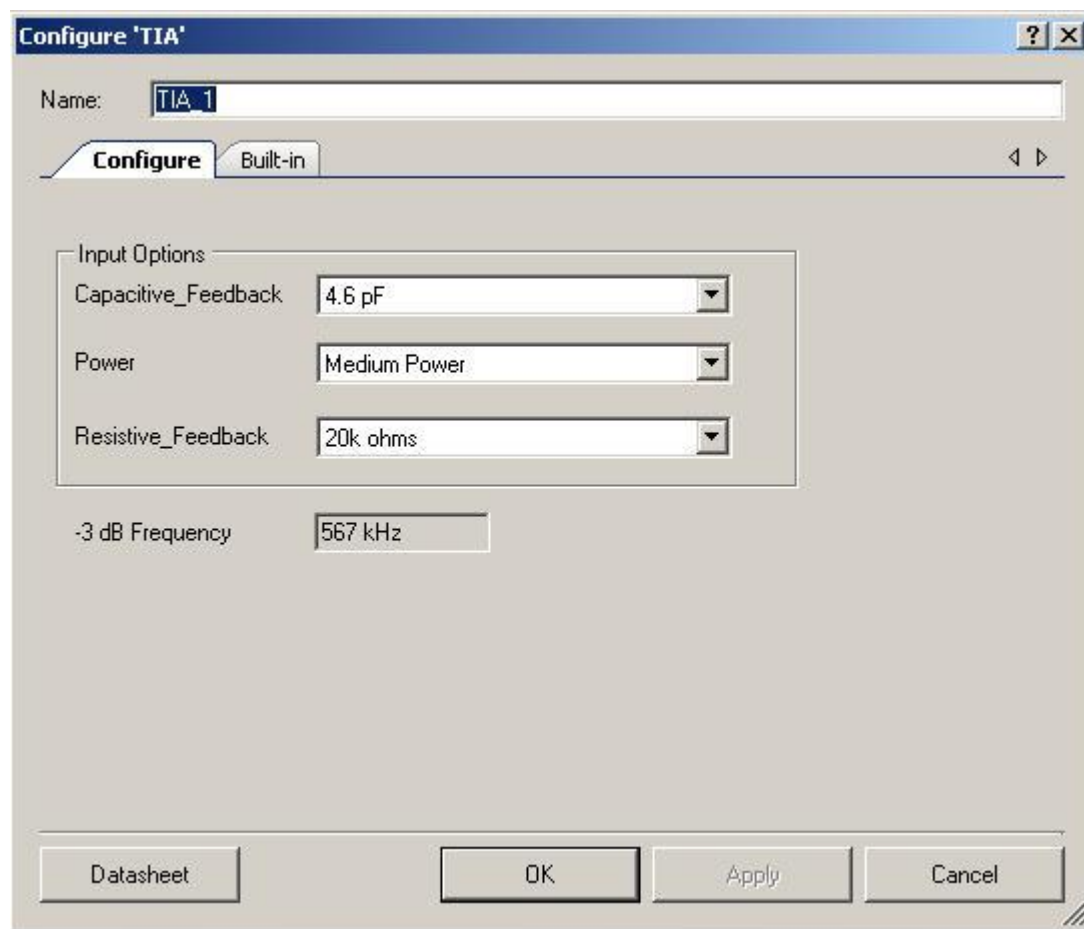 Configure 'TIA'
Name: TIA_1
Configure Built-in
Input Options
Capacitive_Feedback 4.6 pF
Power Medium Power
Resistive_Feedback 20k ohms
-3 dB Frequency 567 kHz
Datasheet OK Apply Cancel